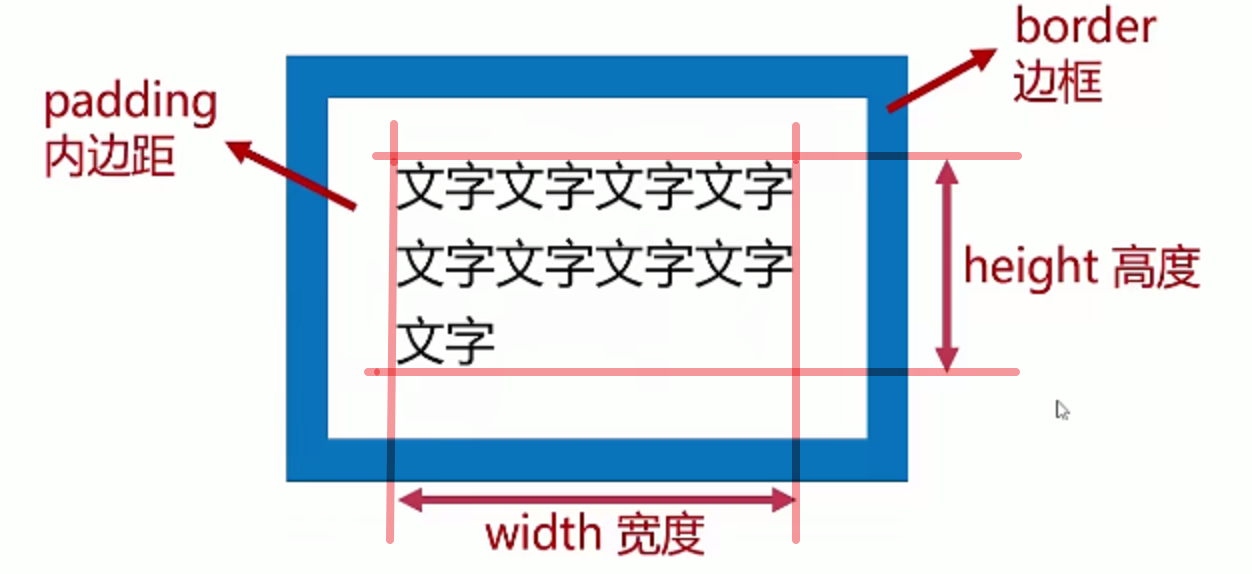 border
边框
padding
内边距
文字文字文字文字
文字文字文字文字
文字
height 高度
width 宽度